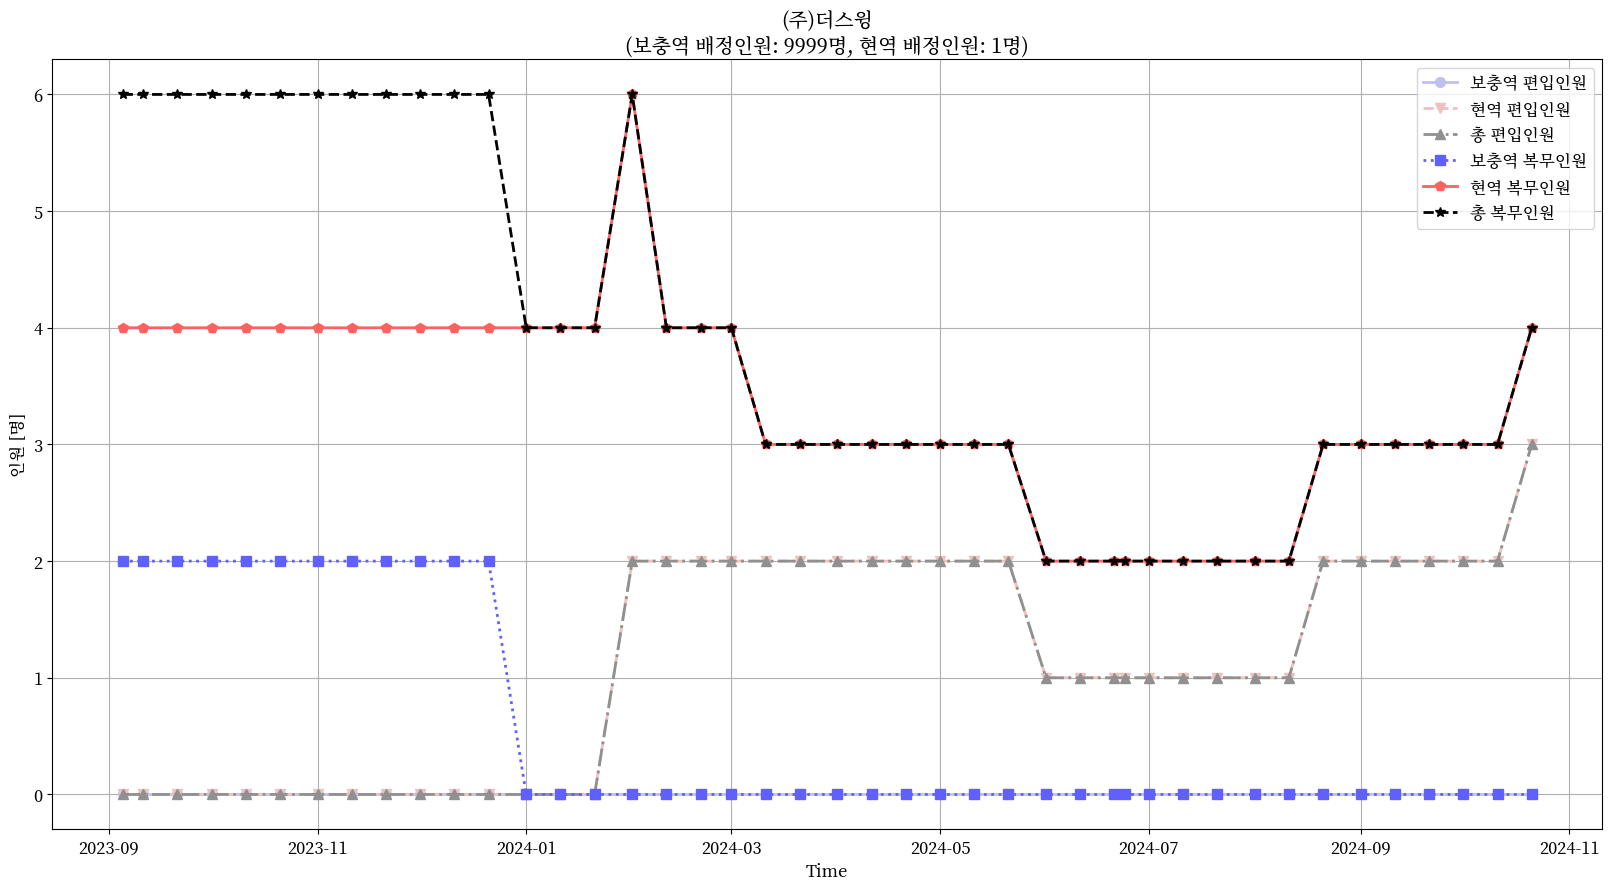 (주)더스윙
(보충역 배정인원: 9999명, 현역 배정인원: 1명)
보충역 편입인원
현역 편입인원
총 편입인원
보충역 복무인원
현역 복무인원
총 복무인원
인원 [명]
6
5
4
3
2
1
0
2023-09
2023-11
2024-01
2024-03
2024-05
2024-07
2024-09
2024-11
Time